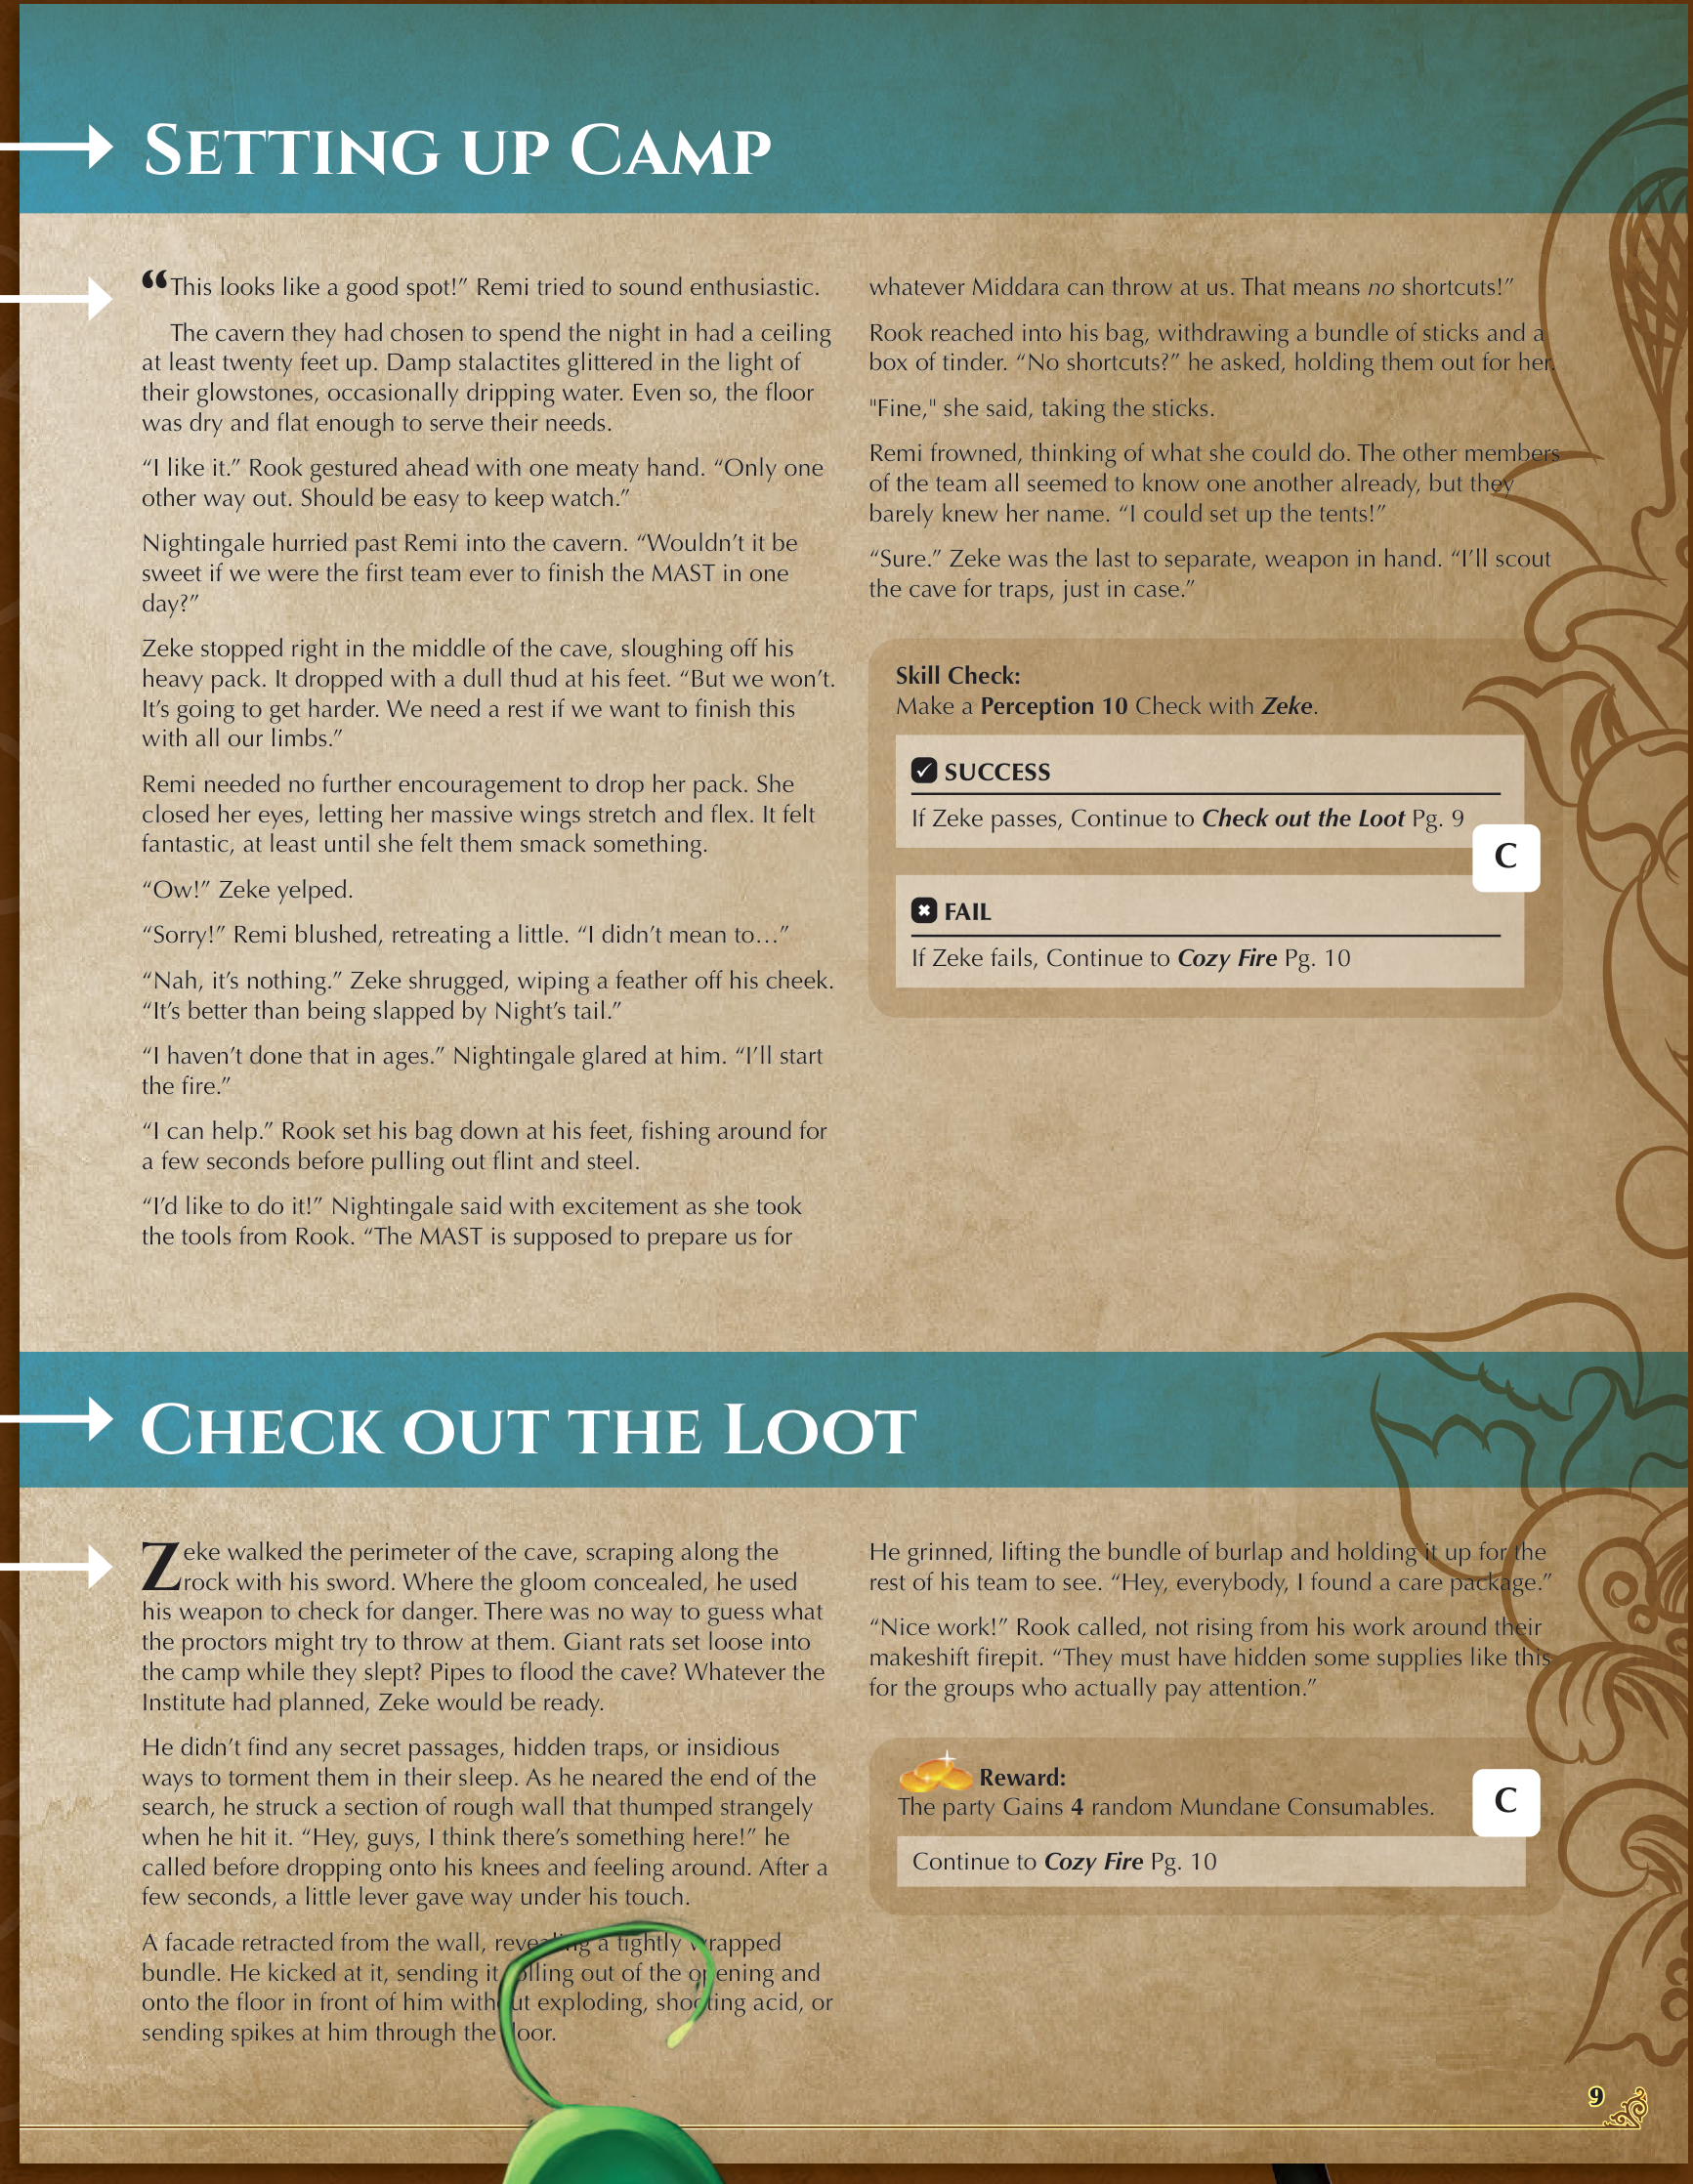 Setting up Camp
“This looks like a good spot!” Remi tried to sound enthusiastic.
The cavern they had chosen to spend the night in had a ceiling
at least twenty feet up. Damp stalactites glittered in the light of
their glowstones, occasionally dripping water. Even so, the floor
was dry and flat enough to serve their needs.
“I like it.” Rook gestured ahead with one meaty hand. “Only one
other way out. Should be easy to keep watch.”
Nightingale hurried past Remi into the cavern. “Wouldn’t it be
sweet if we were the first team ever to finish the MAST in one
day?”
Zeke stopped right in the middle of the cave, sloughing off his
heavy pack. It dropped with a dull thud at his feet. “But we won’t.
It’s going to get harder. We need a rest if we want to finish this
with all our limbs.”
Remi needed no further encouragement to drop her pack. She
closed her eyes, letting her massive wings stretch and flex. It felt
fantastic, at least until she felt them smack something.
“Ow!” Zeke yelped.
“Sorry!” Remi blushed, retreating a little. “I didn’t mean to…”
“Nah, it’s nothing.” Zeke shrugged, wiping a feather off his cheek.
“It’s better than being slapped by Night’s tail.”
“I haven’t done that in ages.” Nightingale glared at him. “I’ll start
the fire.”
“I can help.” Rook set his bag down at his feet, fishing around for
a few seconds before pulling out flint and steel.
“I’d like to do it!” Nightingale said with excitement as she took
the tools from Rook. “The MAST is supposed to prepare us for
whatever Middara can throw at us. That means no shortcuts!”
Rook reached into his bag, withdrawing a bundle of sticks and a
box of tinder. “No shortcuts?” he asked, holding them out for her.
"Fine," she said, taking the sticks.
Remi frowned, thinking of what she could do. The other members
of the team all seemed to know one another already, but they
barely knew her name. “I could set up the tents!”
“Sure.” Zeke was the last to separate, weapon in hand. “I’ll scout
the cave for traps, just in case.”
Skill Check:
Make a Perception 10 Check with Zeke.
SUCCESS
If Zeke passes, Continue to Check out the Loot Pg. 9
C
FAIL
If Zeke fails, Continue to Cozy Fire Pg. 10
Check out the Loot
Zeke walked the perimeter of the cave, scraping along the
rock with his sword. Where the gloom concealed, he used
his weapon to check for danger. There was no way to guess what
the proctors might try to throw at them. Giant rats set loose into
the camp while they slept? Pipes to flood the cave? Whatever the
Institute had planned, Zeke would be ready.
He didn’t find any secret passages, hidden traps, or insidious
ways to torment them in their sleep. As he neared the end of the
search, he struck a section of rough wall that thumped strangely
when he hit it. “Hey, guys, I think there’s something here!” he
called before dropping onto his knees and feeling around. After a
few seconds, a little lever gave way under his touch.
A facade retracted from the wall, revealing a tightly wrapped
bundle. He kicked at it, sending it rolling out of the opening and
onto the floor in front of him without exploding, shooting acid, or
sending spikes at him through the floor.
He grinned, lifting the bundle of burlap and holding it up for the
rest of his team to see. “Hey, everybody, I found a care package.”
“Nice work!” Rook called, not rising from his work around their
makeshift firepit. “They must have hidden some supplies like this
for the groups who actually pay attention.”
Reward:
The party Gains 4 random Mundane Consumables.
C
Continue to Cozy Fire Pg. 10
9